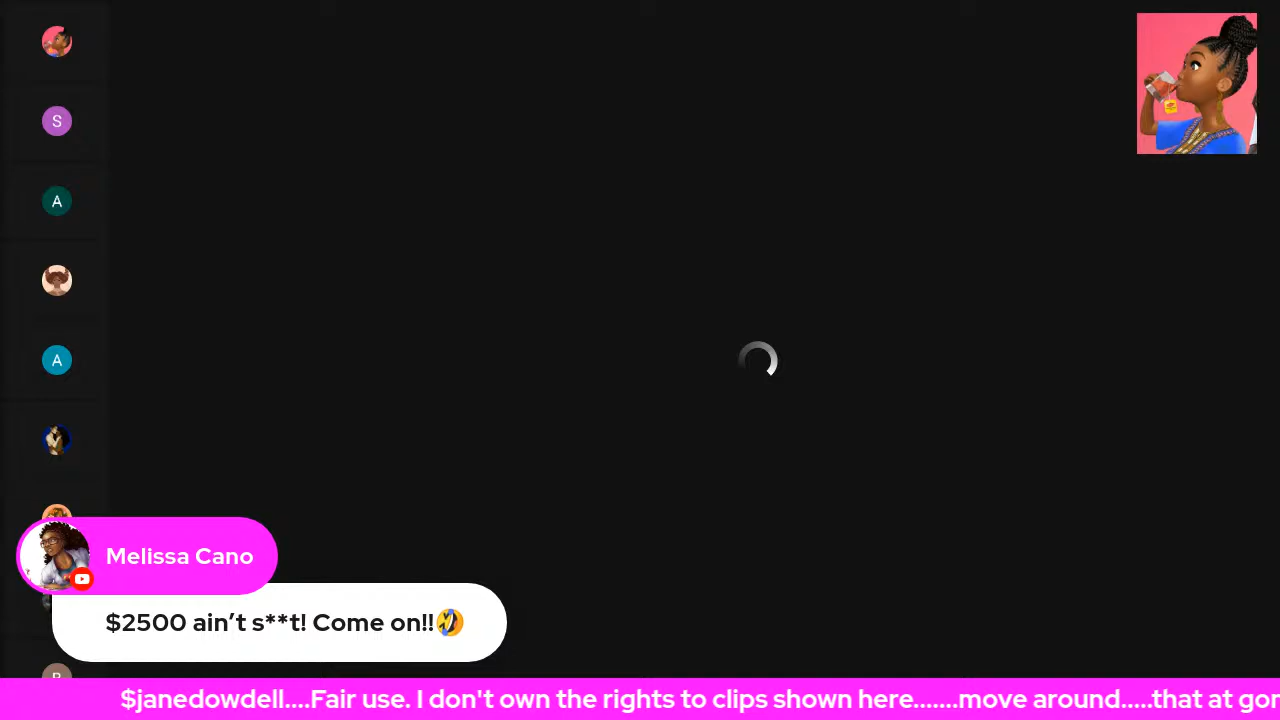 S
A
A
Melissa Cano
$2500 ain’t s**t! Come on!!🤣
$janedowdell....Fair use. I don't own the rights to clips shown here.......move around.....that at gor